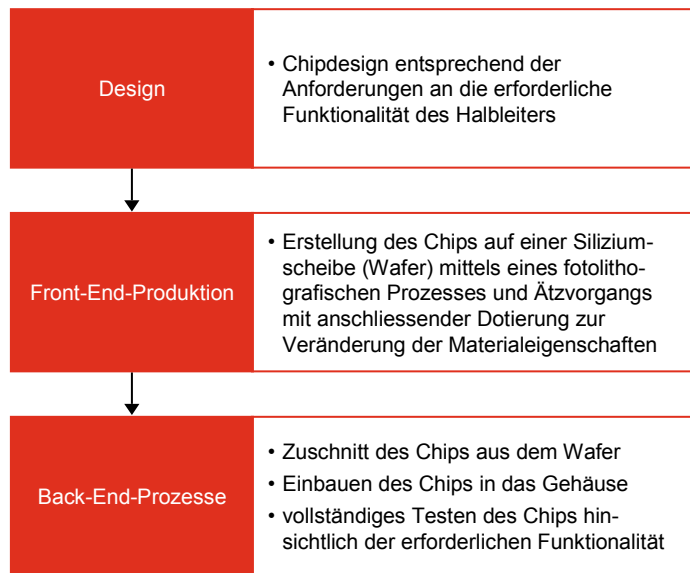 Design
• Chipdesign entsprechend der
Anforderungen an die erforderliche
Funktionalität des Halbleiters
Front-End-Produktion
• Erstellung des Chips auf einer Silizium-
scheibe (Wafer) mittels eines fotolitho-
grafischen Prozesses und Ätzvorgangs
mit anschliessender Dotierung zur
Veränderung der Materialeigenschaften
Back-End-Prozesse
• Zuschnitt des Chips aus dem Wafer
• Einbauen des Chips in das Gehäuse
• vollständiges Testen des Chips hin-
sichtlich der erforderlichen Funktionalität